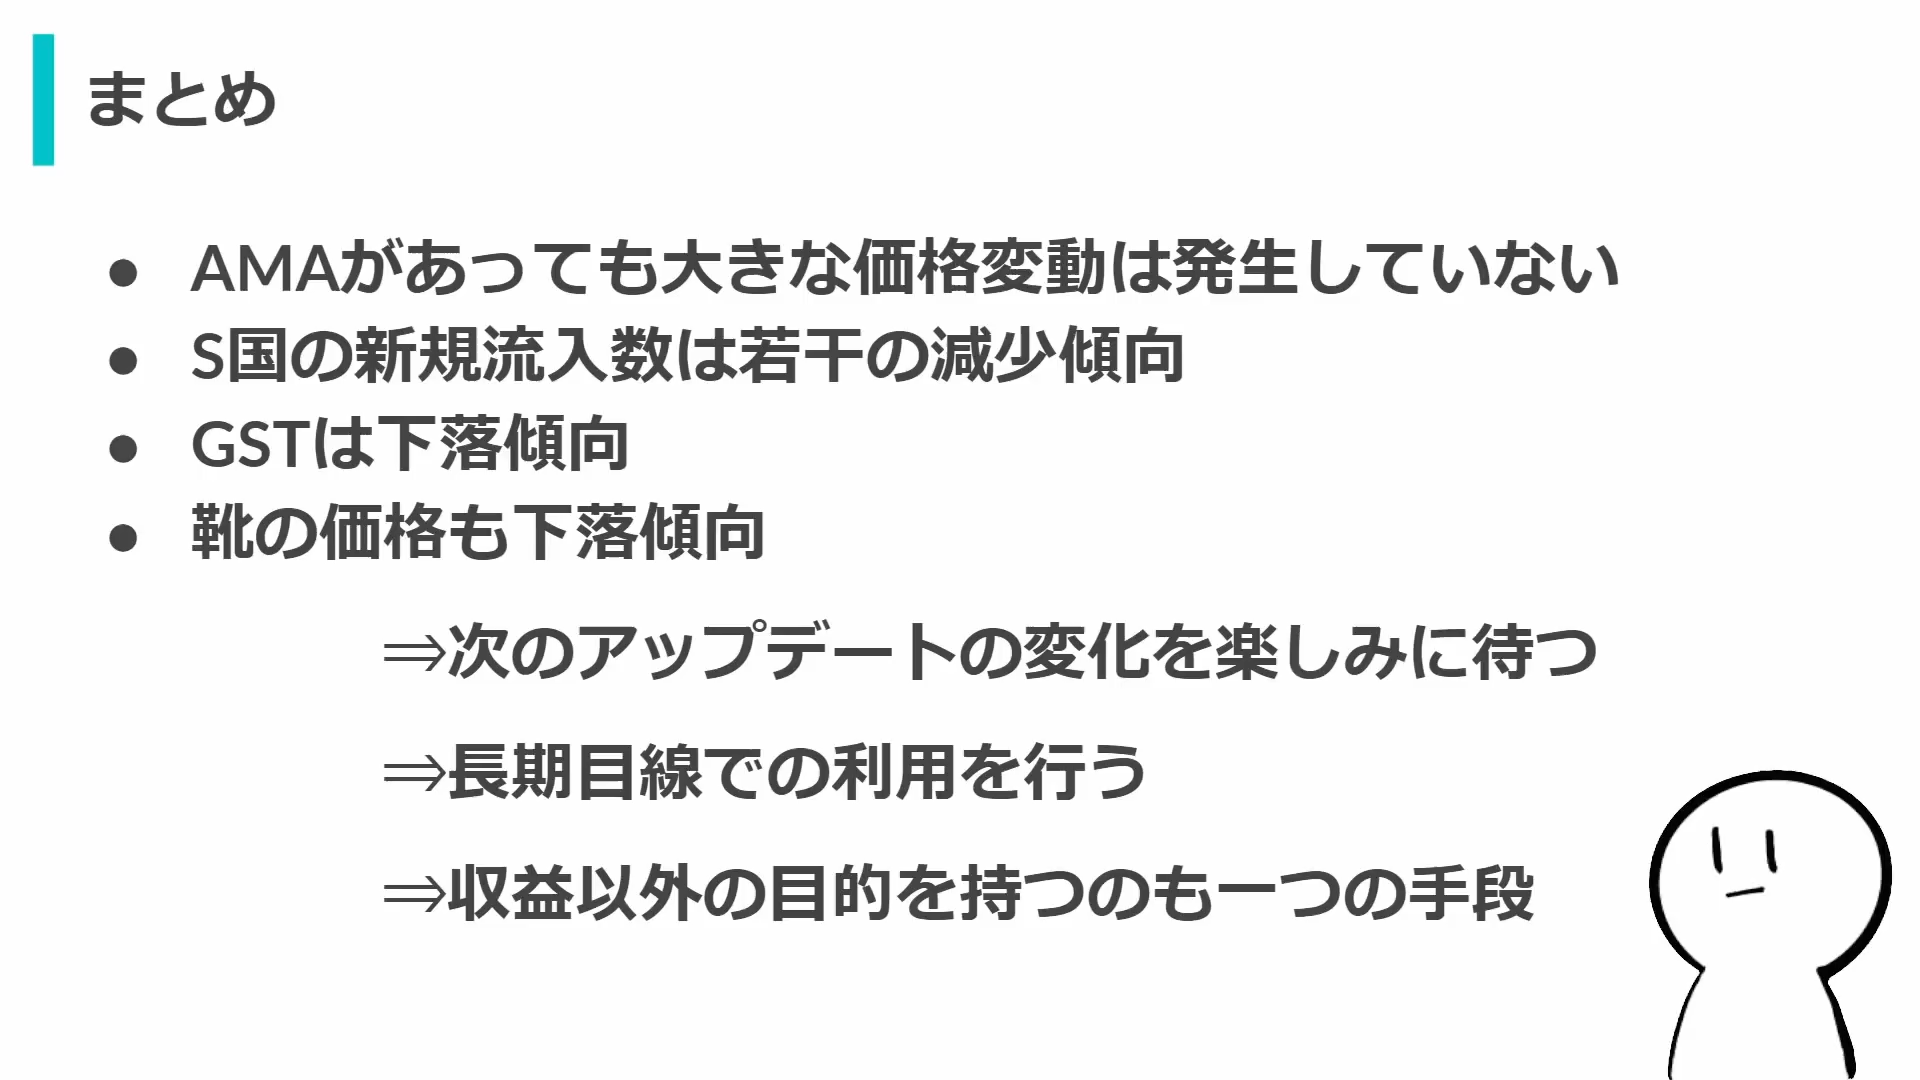 まとめ
● AMAがあっても大きな価格変動は発生していない
● S国の新規流入数は若干の減少傾向
● GSTは下落傾向
● 靴の価格も下落傾向
⇒次のアップデートの変化を楽しみに待つ
⇒長期目線での利用を行う
⇒収益以外の目的を持つのも一つの手段